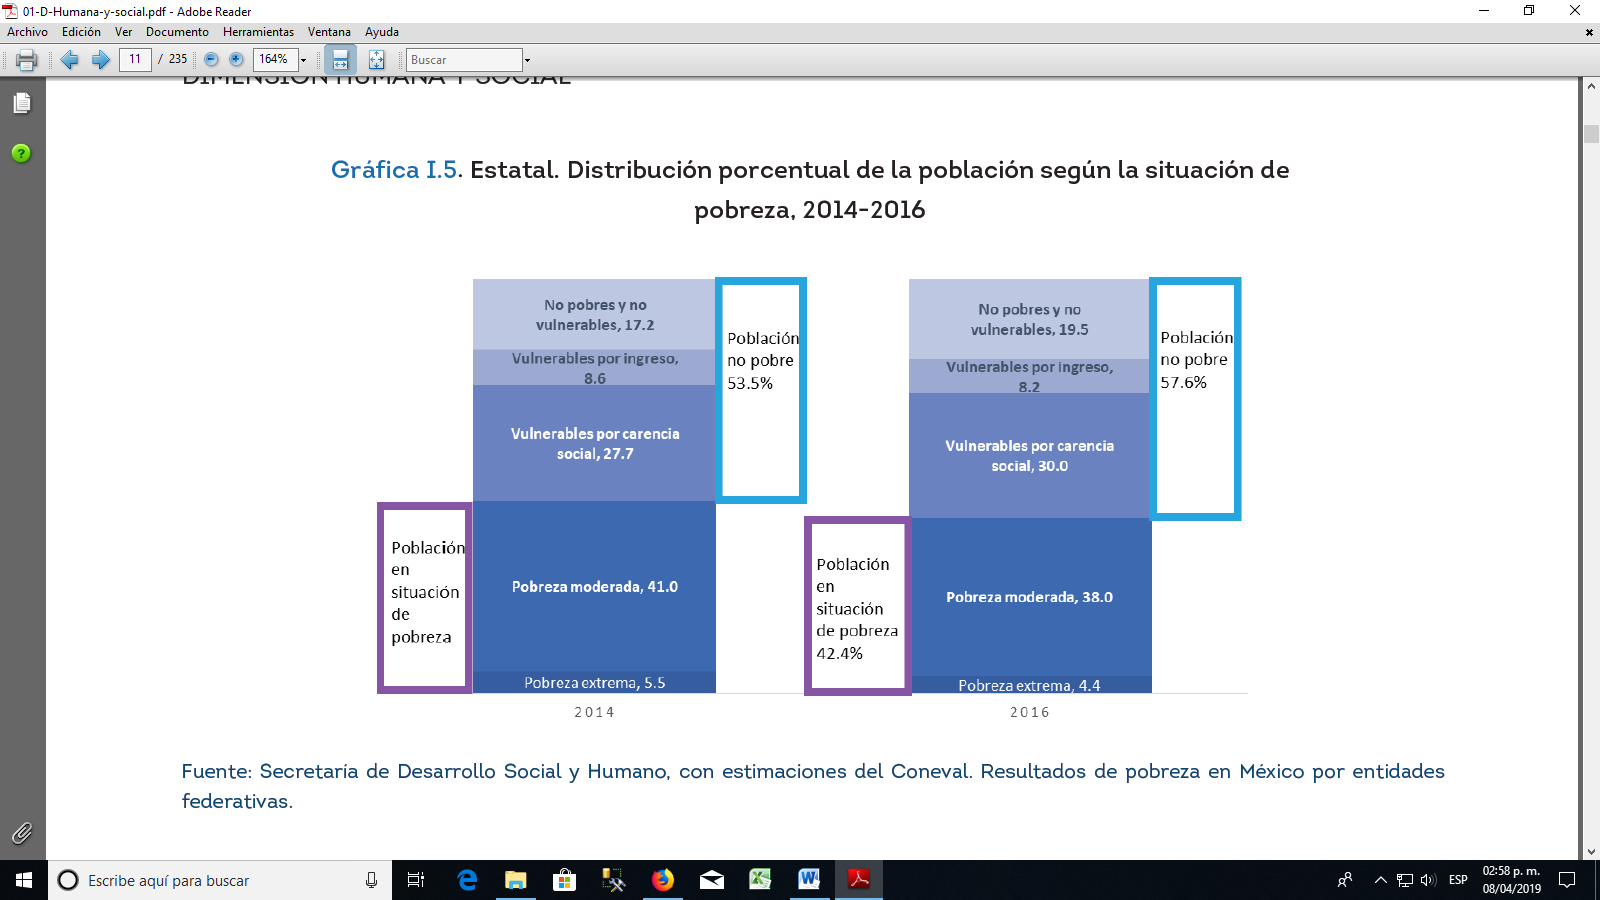 01-D-Humana-y-social.pdf - Adobe Reader
Archivo Edición Ver Documento Herramientas Ventana Ayuda
11 / 235 164% Buscar
DIMENSIÓN HUMANA Y SOCIAL
Gráfica I.5. Estatal. Distribución porcentual de la población según la situación de
pobreza, 2014-2016
No pobres y no
vulnerables, 17.2
Vulnerables por ingreso,
8.6
Vulnerables por carencia
social, 27.7
Pobreza moderada, 41.0
Pobreza extrema, 5.5
2014
Población
no pobre
53.5%
Población
en
situación
de
pobreza
No pobres y no
vulnerables, 19.5
Vulnerables por ingreso,
8.2
Vulnerables por carencia
social, 30.0
Pobreza moderada, 38.0
Pobreza extrema, 4.4
2016
Población
no pobre
57.6%
Población
en
situación
de pobreza
42.4%
Fuente: Secretaría de Desarrollo Social y Humano, con estimaciones del Coneval. Resultados de pobreza en México por entidades
federativas.
Escribe aquí para buscar
ESP
02:58 p. m.
08/04/2019